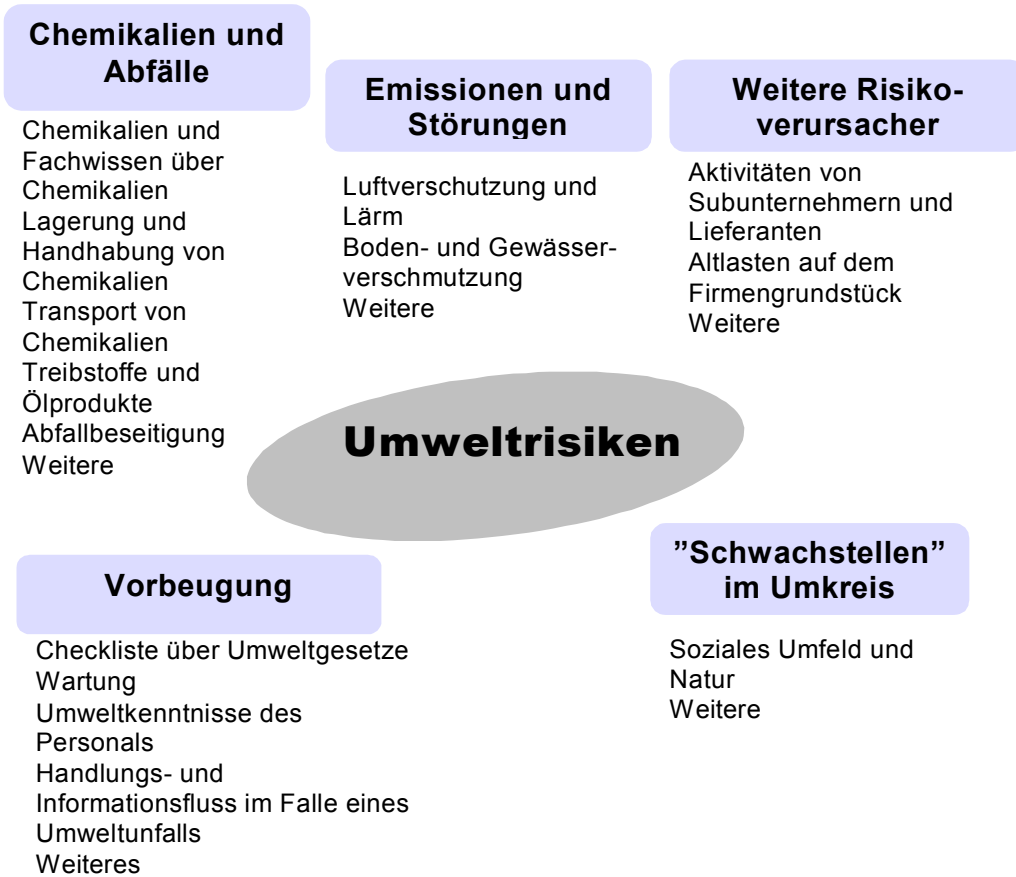 Chemikalien und
Abfälle
Chemikalien und
Fachwissen über
Chemikalien
Lagerung und
Handhabung von
Chemikalien
Transport von
Chemikalien
Treibstoffe und
Ölprodukte
Abfallbeseitigung
Weitere
Emissionen und
Störungen
Luftverschutzung und
Lärm
Boden- und Gewässer-
verschmutzung
Weitere
Weitere Risiko-
verursacher
Aktivitäten von
Subunternehmern und
Lieferanten
Altlasten auf dem
Firmengrundstück
Weitere
Umweltrisiken
Vorbeugung
Checkliste über Umweltgesetze
Wartung
Umweltkenntnisse des
Personals
Handlungs- und
Informationsfluss im Falle eines
Umweltunfalls
Weiteres
”Schwachstellen”
im Umkreis
Soziales Umfeld und
Natur
Weitere